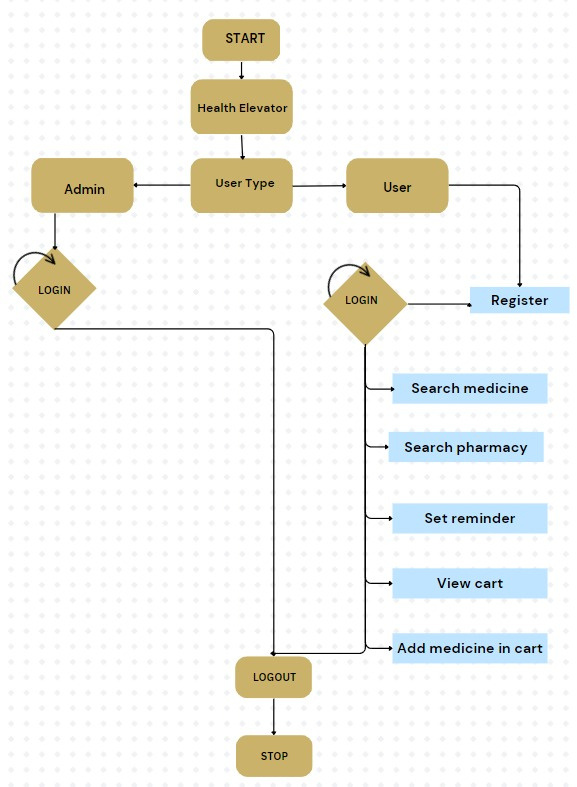 START
Health Elevator
Admin
User Type
User
LOGIN
LOGIN
Register
Search medicine
Search pharmacy
Set reminder
View cart
Add medicine in cart
LOGOUT
STOP